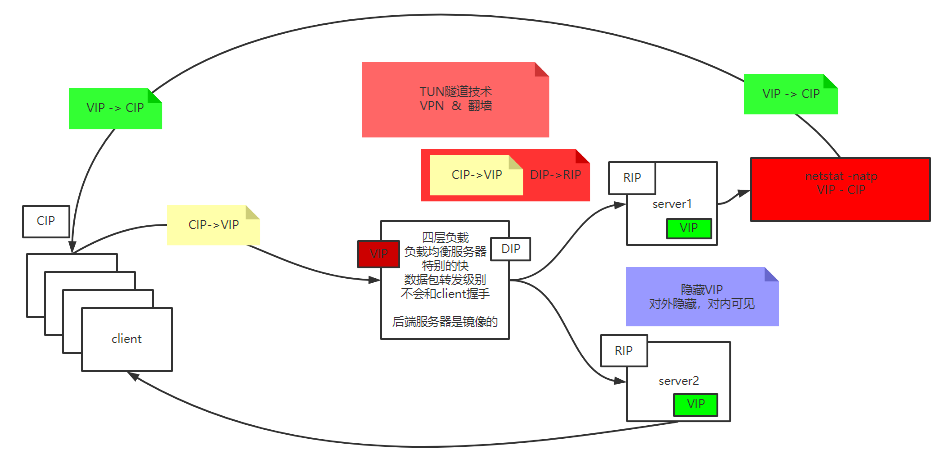 VIP -> CIP
TUN隧道技术
VPN & 翻墙
VIP -> CIP
CIP->VIP
DIP->RIP
RIP
server1
VIP
netstat -natp
VIP - CIP
CIP
CIP->VIP
VIP
四层负载
负载均衡服务器
特别的快
数据包转发级别
不会和client握手
后端服务器是镜像的
DIP
隐藏VIP
对外隐藏，对内可见
client
RIP
server2
VIP